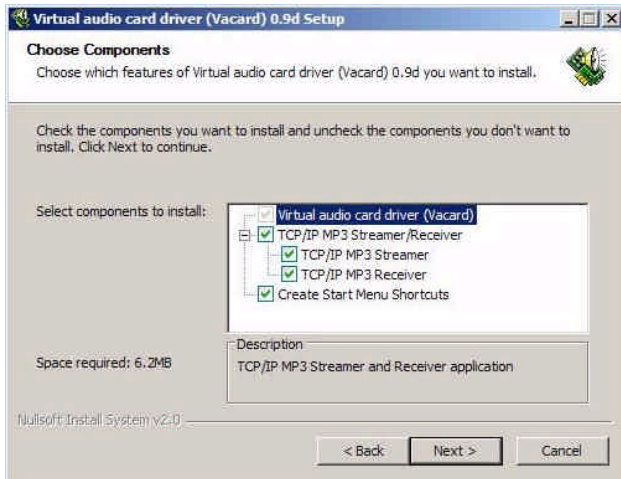 Virtual audio card driver (Vacard) 0.9d Setup
Choose Components
Choose which features of Virtual audio card driver (Vacard) 0.9d you want to install.
Check the components you want to install and uncheck the components you don't want to
install. Click Next to continue.
Select components to install:
Virtual audio card driver (Vacard)
TCP/IP MP3 Streamer/Receiver
TCP/IP MP3 Streamer
TCP/IP MP3 Receiver
Create Start Menu Shortcuts
Space required: 6.2MB
Description
TCP/IP MP3 Streamer and Receiver application
Nullsoft Install System v2.0
< Back
Next >
Cancel